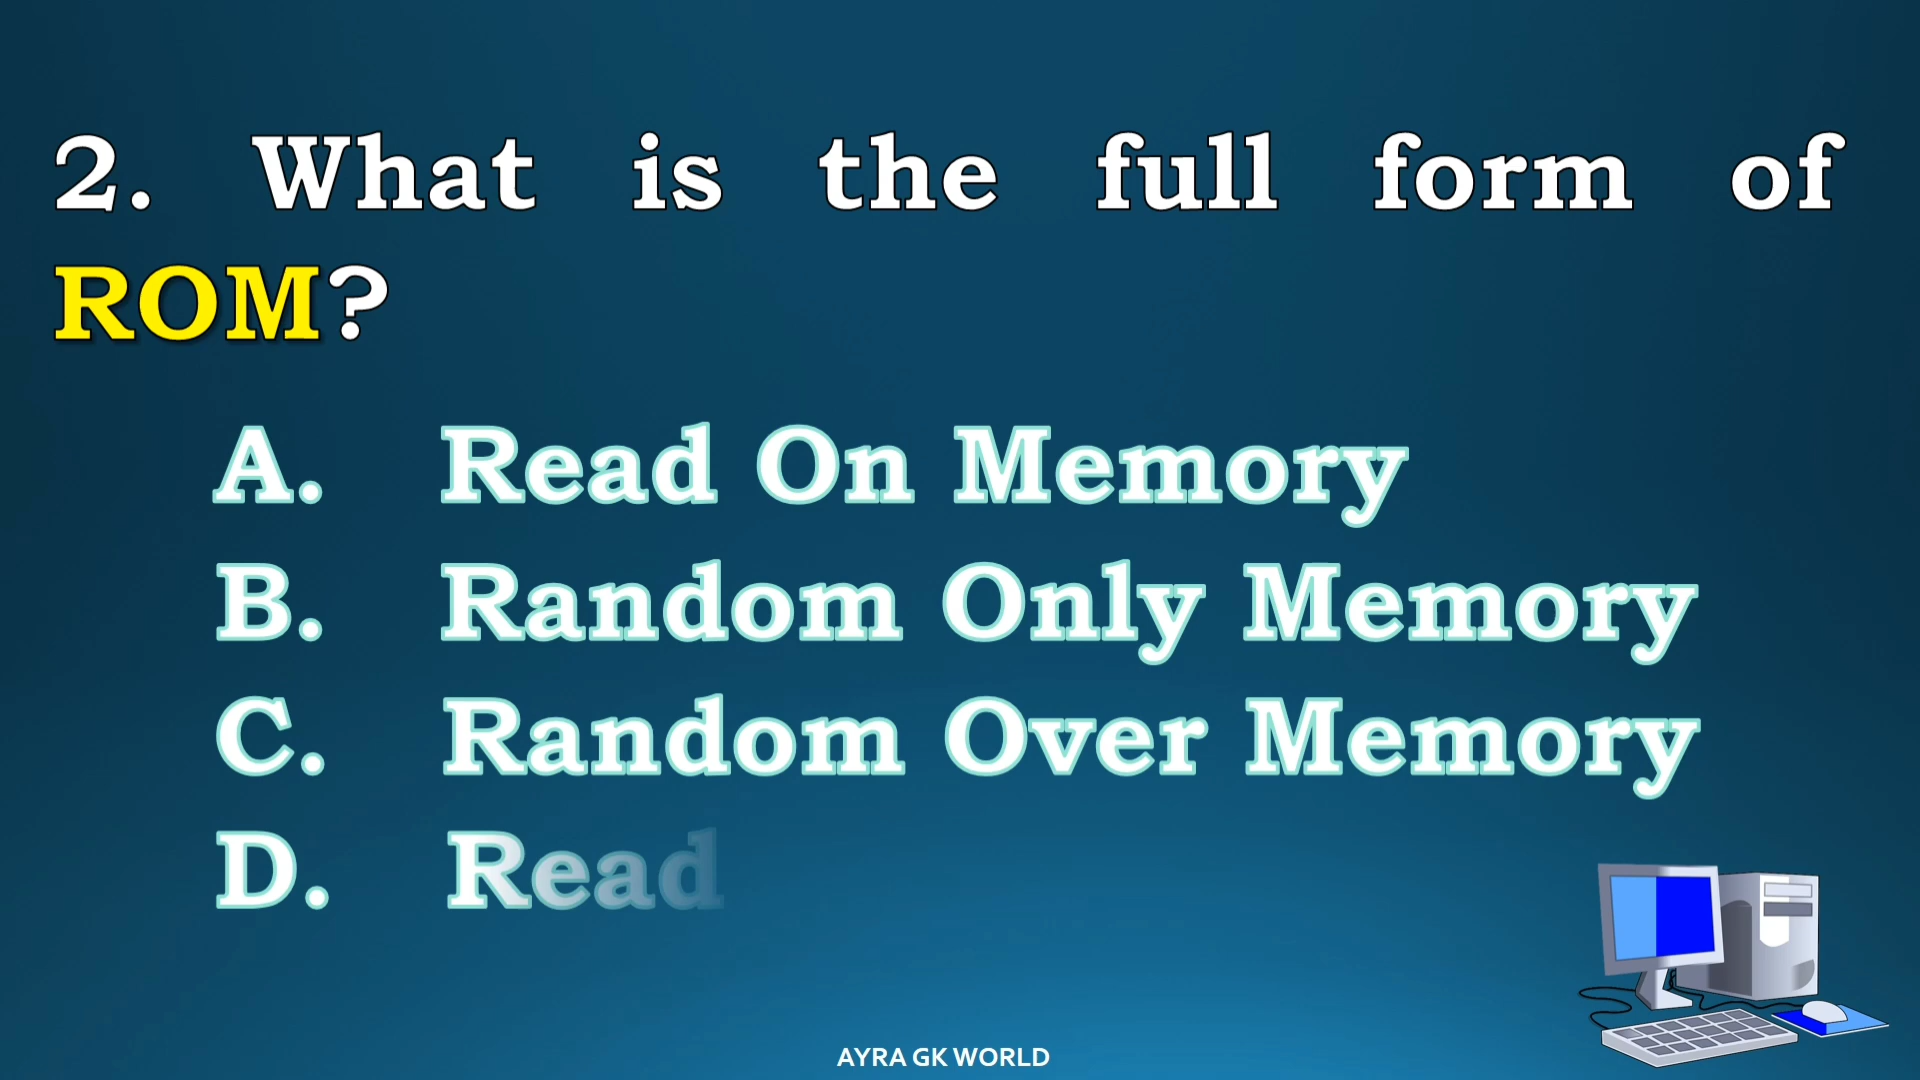 2. What is the full form of
ROM?
A. Read On Memory
B. Random Only Memory
C. Random Over Memory
D. Read
AYRA GK WORLD